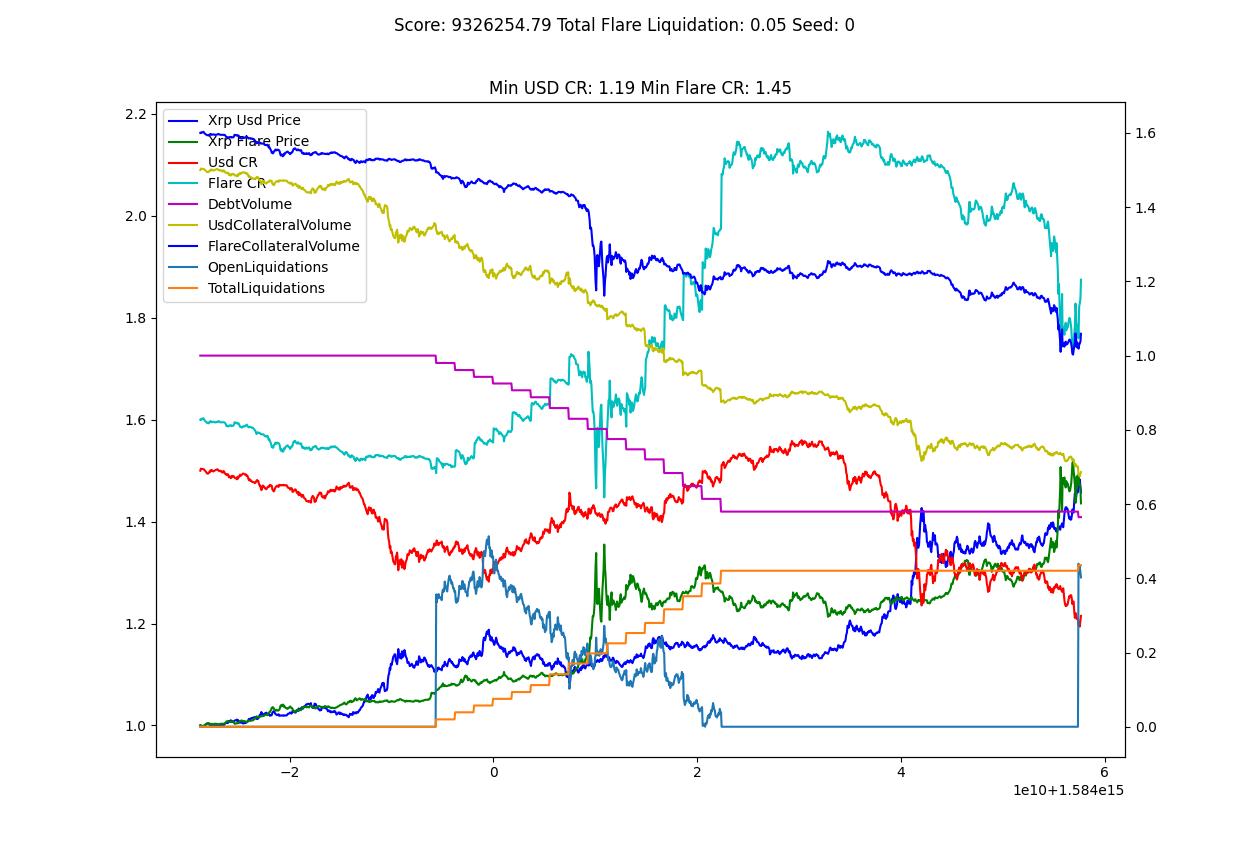 Score: 9326254.79 Total Flare Liquidation: 0.05 Seed: 0
Min USD CR: 1.19 Min Flare CR: 1.45
Xrp Usd Price
Xrp Flare Price
Usd CR
Flare CR
DebtVolume
UsdCollateralVolume
FlareCollateralVolume
OpenLiquidations
TotalLiquidations
2.2
2.0
1.8
1.6
1.4
1.2
1.0
1.6
1.4
1.2
1.0
0.8
0.6
0.4
0.2
0.0
−2 0 2 4 6
1e10+1.584e15